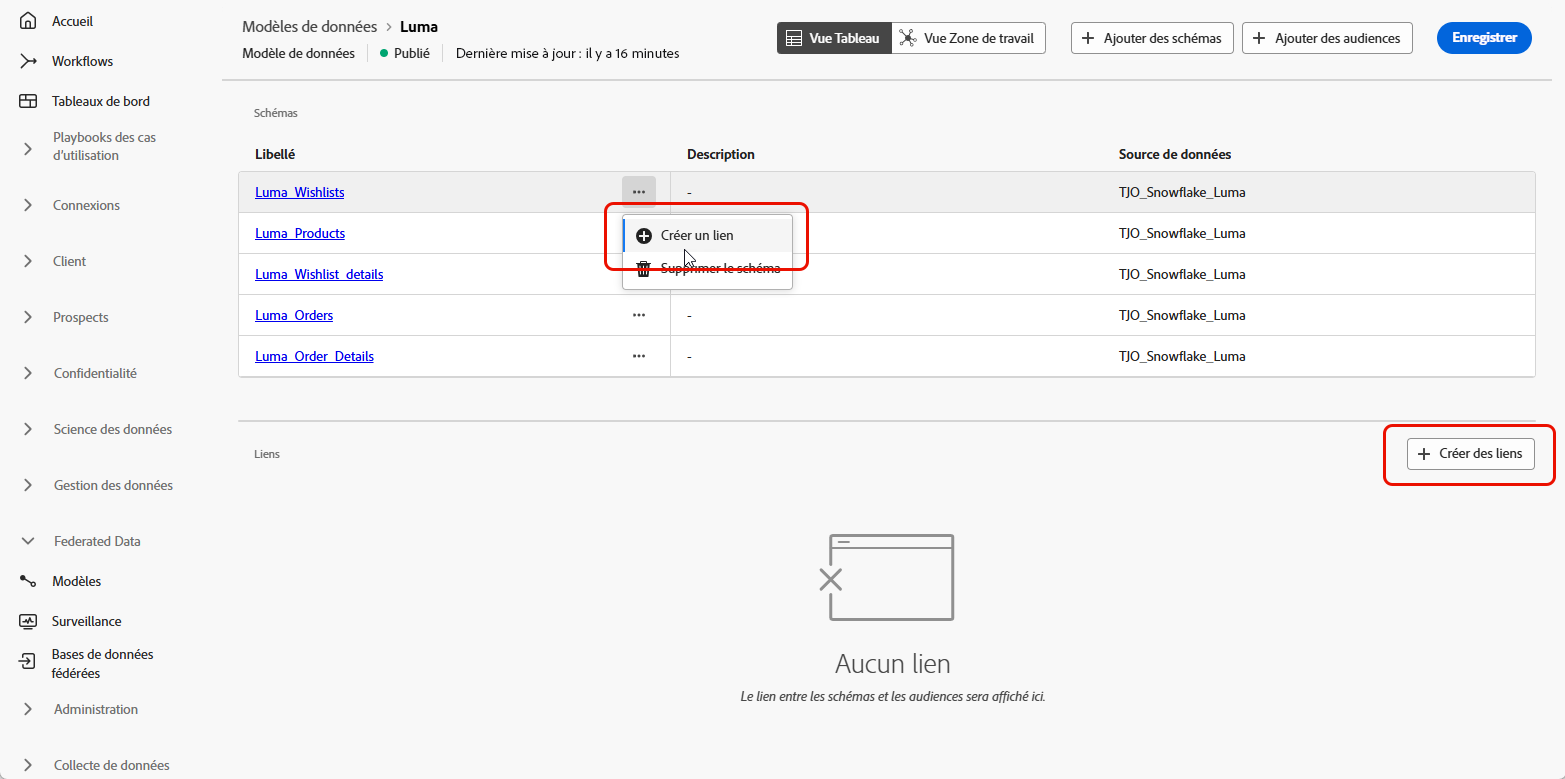 Accueil
Workflows
Tableaux de bord
Playbooks des cas
d'utilisation
Connexions
Client
Prospects
Confidentialité
Science des données
Gestion des données
Federated Data
Modèles
Surveillance
Bases de données
fédérées
Administration
Collecte de données
Modèles de données > Luma
Modèle de données Publié Dernière mise à jour : il y a 16 minutes
Vue Tableau Vue Zone de travail Ajouter des schémas Ajouter des audiences Enregistrer
Schémas
Libellé Description Source de données
Luma_Wishlists - TJO_Snowflake_Luma
Luma_Products TJO_Snowflake_Luma
Luma_Wishlist_details TJO_Snowflake_Luma
Luma_Orders - TJO_Snowflake_Luma
Luma_Order_Details - TJO_Snowflake_Luma
Créer un lien
Supprimer le schéma
Liens
Créer des liens
Aucun lien
Le lien entre les schémas et les audiences sera affiché ici.